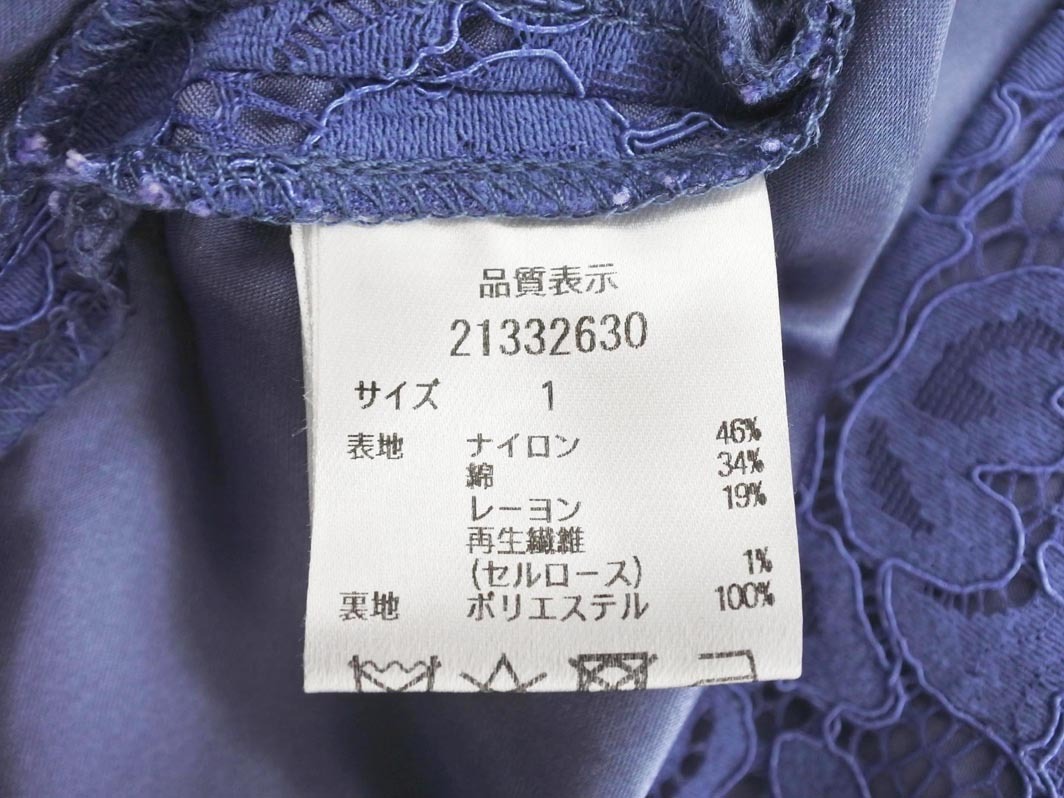 品質表示
21332630
サイズ 1
表地 ナイロン 46%
綿 34%
レーヨン 19%
再生繊維
(セルロース) 1%
裏地 ポリエステル 100%